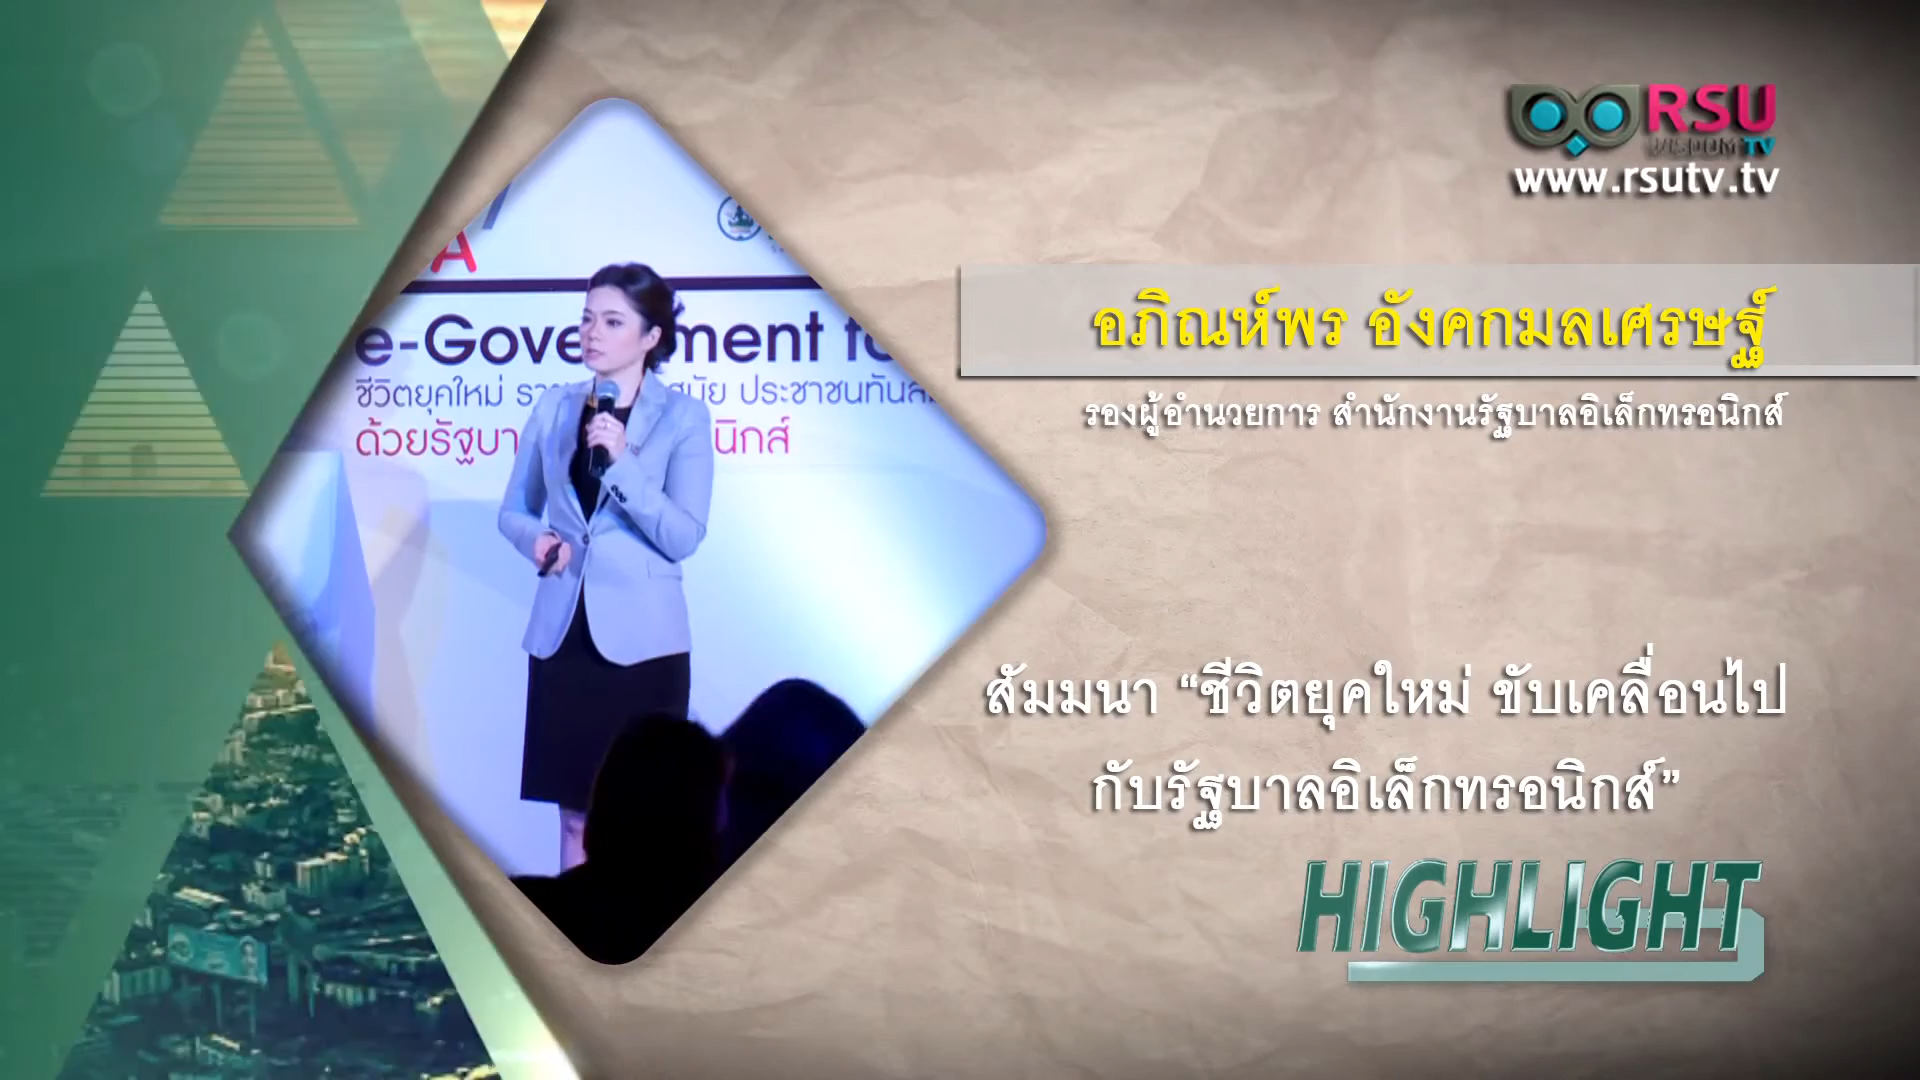 RSU
WISDOM TV
www.rsutv.tv
อภิณห์พร อังคกมลเศรษฐ์
รองผู้อำนวยการ สำนักงานรัฐบาลอิเล็กทรอนิกส์
A
e-Gove ment fo
ชีวิตยุคใหม่ ประชาชนทัน
ด้วยรัฐบา นิกส์
สัมมนา “ชีวิตยุคใหม่ ขับเคลื่อนไป
กับรัฐบาลอิเล็กทรอนิกส์”
HIGHLIGHT